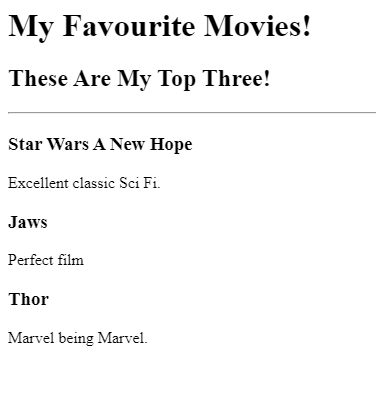 My Favourite Movies!
These Are My Top Three!
Star Wars A New Hope
Excellent classic Sci Fi.
Jaws
Perfect film
Thor
Marvel being Marvel.